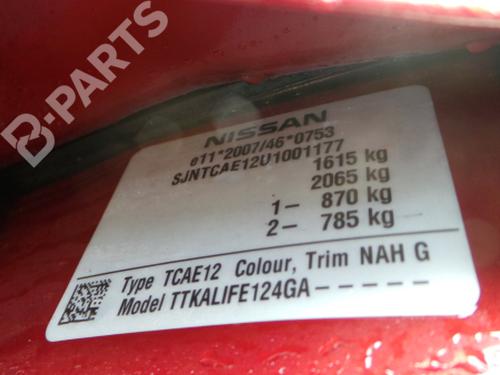 B-PARTS
NISSAN
e11*2007/46*0753
SJNTCAE12U1001177
1615 kg
2065 kg
1- 870 kg
2- 785 kg
Type TCAE12 Colour, Trim NAH G
Model TTKALIFE124GA-----